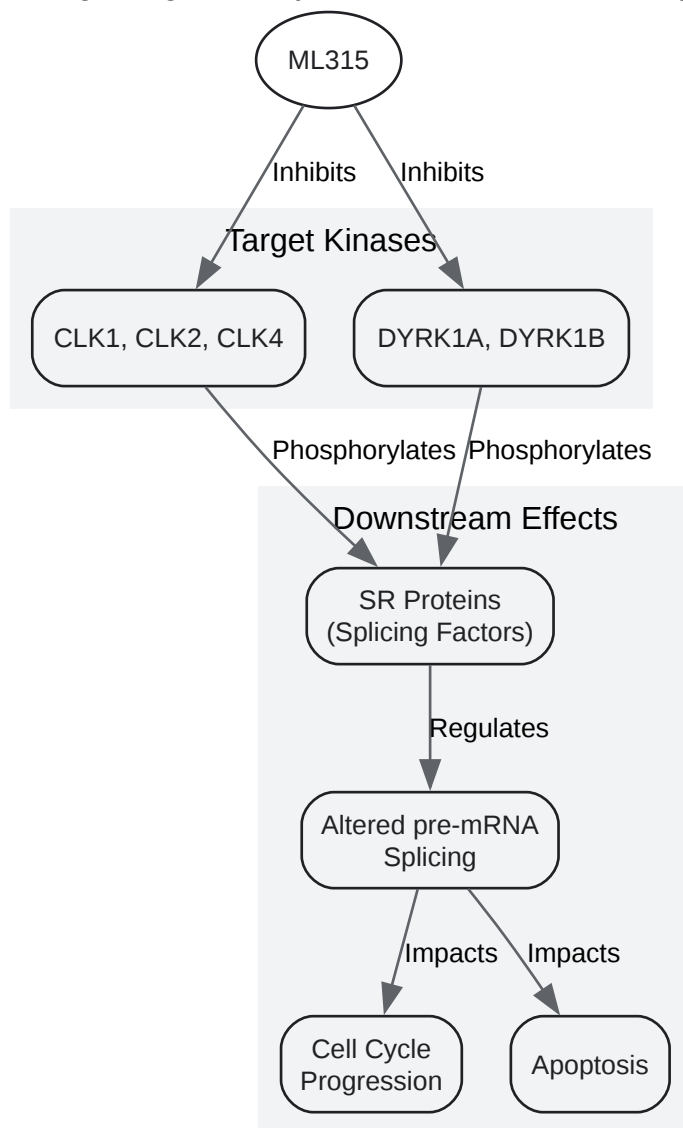 ML315
Inhibits
Inhibits
Target Kinases
CLK1, CLK2, CLK4
DYRK1A, DYRK1B
Phosphorylates
Phosphorylates
Downstream Effects
SR Proteins
(Splicing Factors)
Regulates
Altered pre-mRNA
Splicing
Impacts
Impacts
Cell Cycle
Progression
Apoptosis